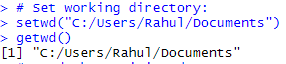 > # Set working directory:
> setwd("C:/Users/Rahul/Documents")
> getwd()
[1] "C:/Users/Rahul/Documents"